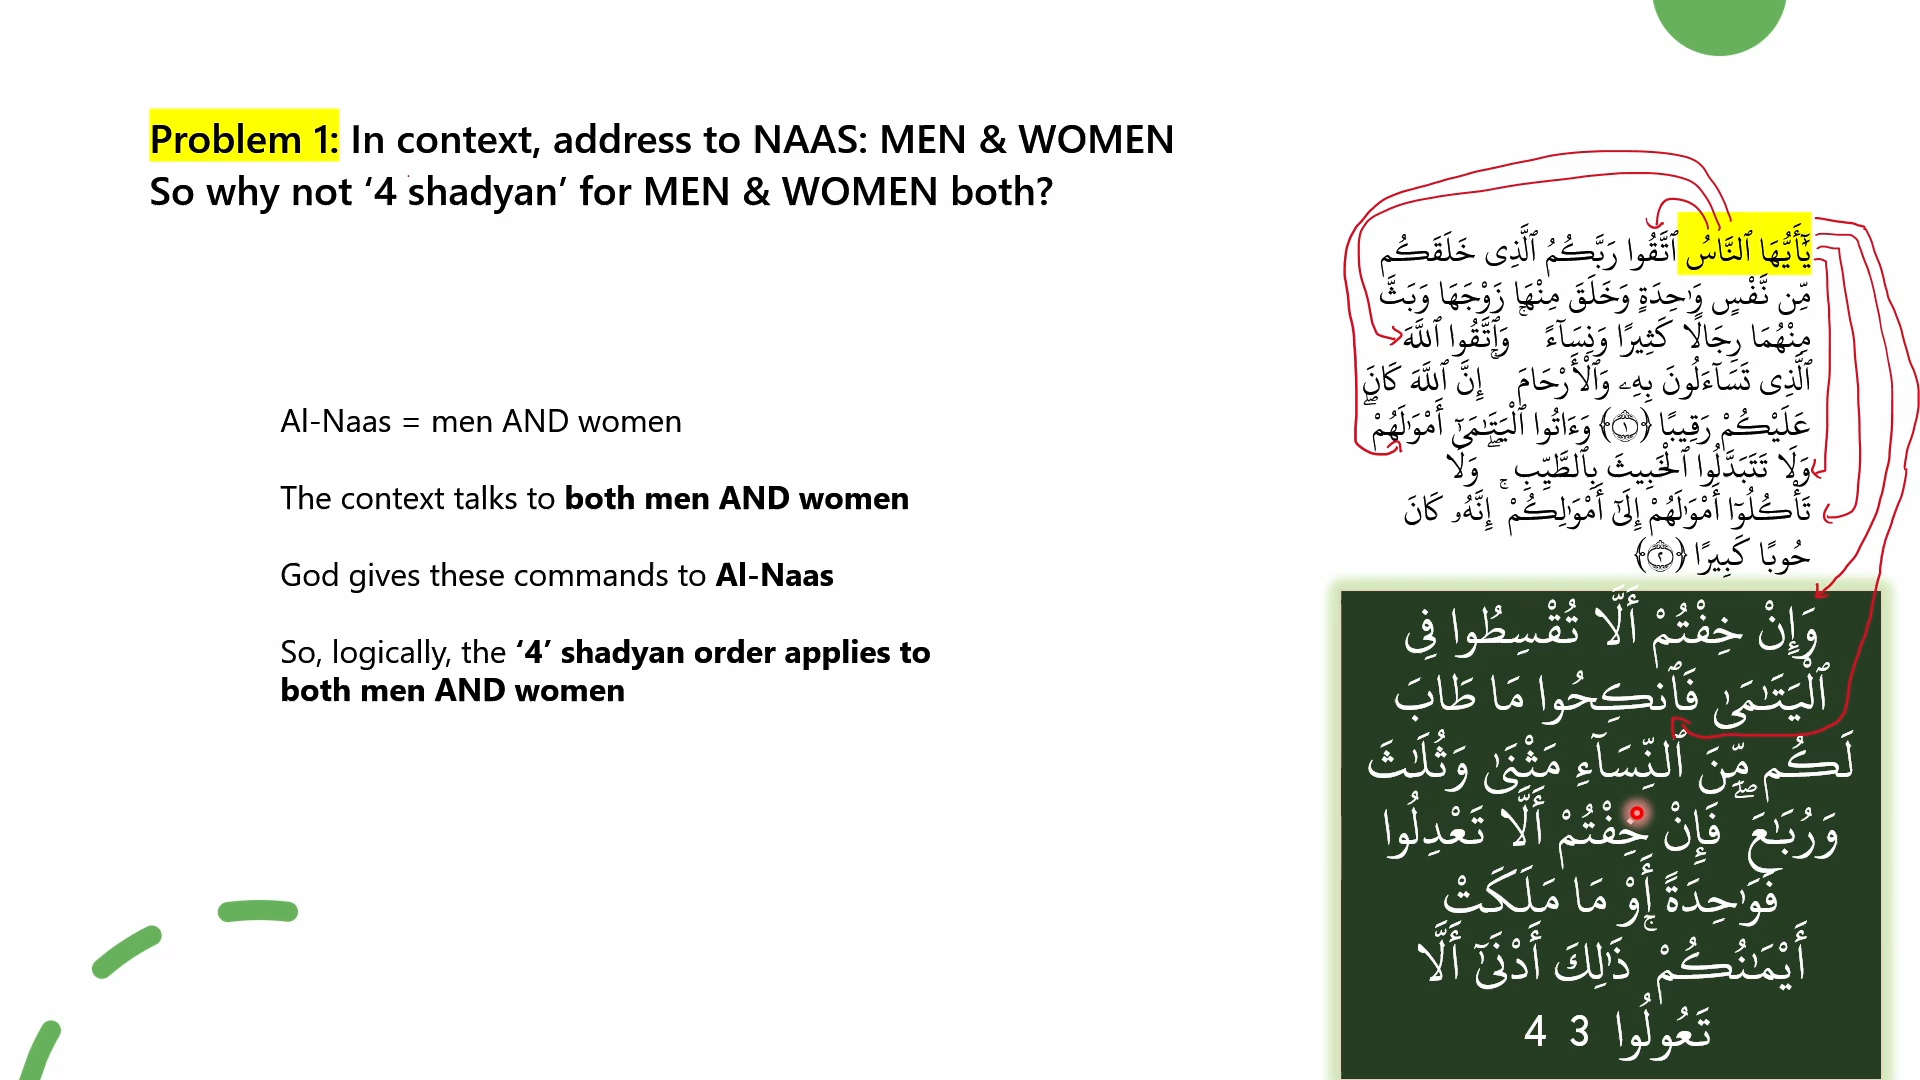 Problem 1: In context, address to NAAS: MEN & WOMEN
So why not ‘4 shadyan’ for MEN & WOMEN both?
Al-Naas = men AND women
The context talks to both men AND women
God gives these commands to Al-Naas
So, logically, the ‘4’ shadyan order applies to
both men AND women
يَٰٓأَيُّهَا ٱلنَّاسُ ٱتَّقُوا رَبَّكُمُ ٱلَّذِى خَلَقَكُم
مِّن نَّفْسٍ وَٰحِدَةٍ وَخَلَقَ مِنْهَا زَوْجَهَا وَبَثَّ
مِنْهُمَا رِجَالًا كَثِيرًا وَنِسَآءً ۚ وَٱتَّقُوا ٱللَّهَ
ٱلَّذِى تَسَآءَلُونَ بِهِۦ وَٱلْأَرْحَامَ ۚ إِنَّ ٱللَّهَ كَانَ
عَلَيْكُمْ رَقِيبًا ﴿١﴾ وَءَاتُوا ٱلْيَتَٰمَىٰٓ أَمْوَٰلَهُمْ ۖ
وَلَا تَتَبَدَّلُوا ٱلْخَبِيثَ بِٱلطَّيِّبِ ۖ وَلَا
تَأْكُلُوٓا أَمْوَٰلَهُمْ إِلَىٰٓ أَمْوَٰلِكُمْ ۚ إِنَّهُۥ كَانَ
حُوبًا كَبِيرًا ﴿٢﴾
وَإِنْ خِفْتُمْ أَلَّا تُقْسِطُوا فِى
ٱلْيَتَٰمَىٰ فَٱنكِحُوا مَا طَابَ
لَكُم مِّنَ ٱلنِّسَآءِ مَثْنَىٰ وَثُلَٰثَ
وَرُبَٰعَ ۖ فَإِنْ خِفْتُمْ أَلَّا تَعْدِلُوا
فَوَٰحِدَةً أَوْ مَا مَلَكَتْ
أَيْمَٰنُكُمْ ۚ ذَٰلِكَ أَدْنَىٰٓ أَلَّا
تَعُولُوا 3 4